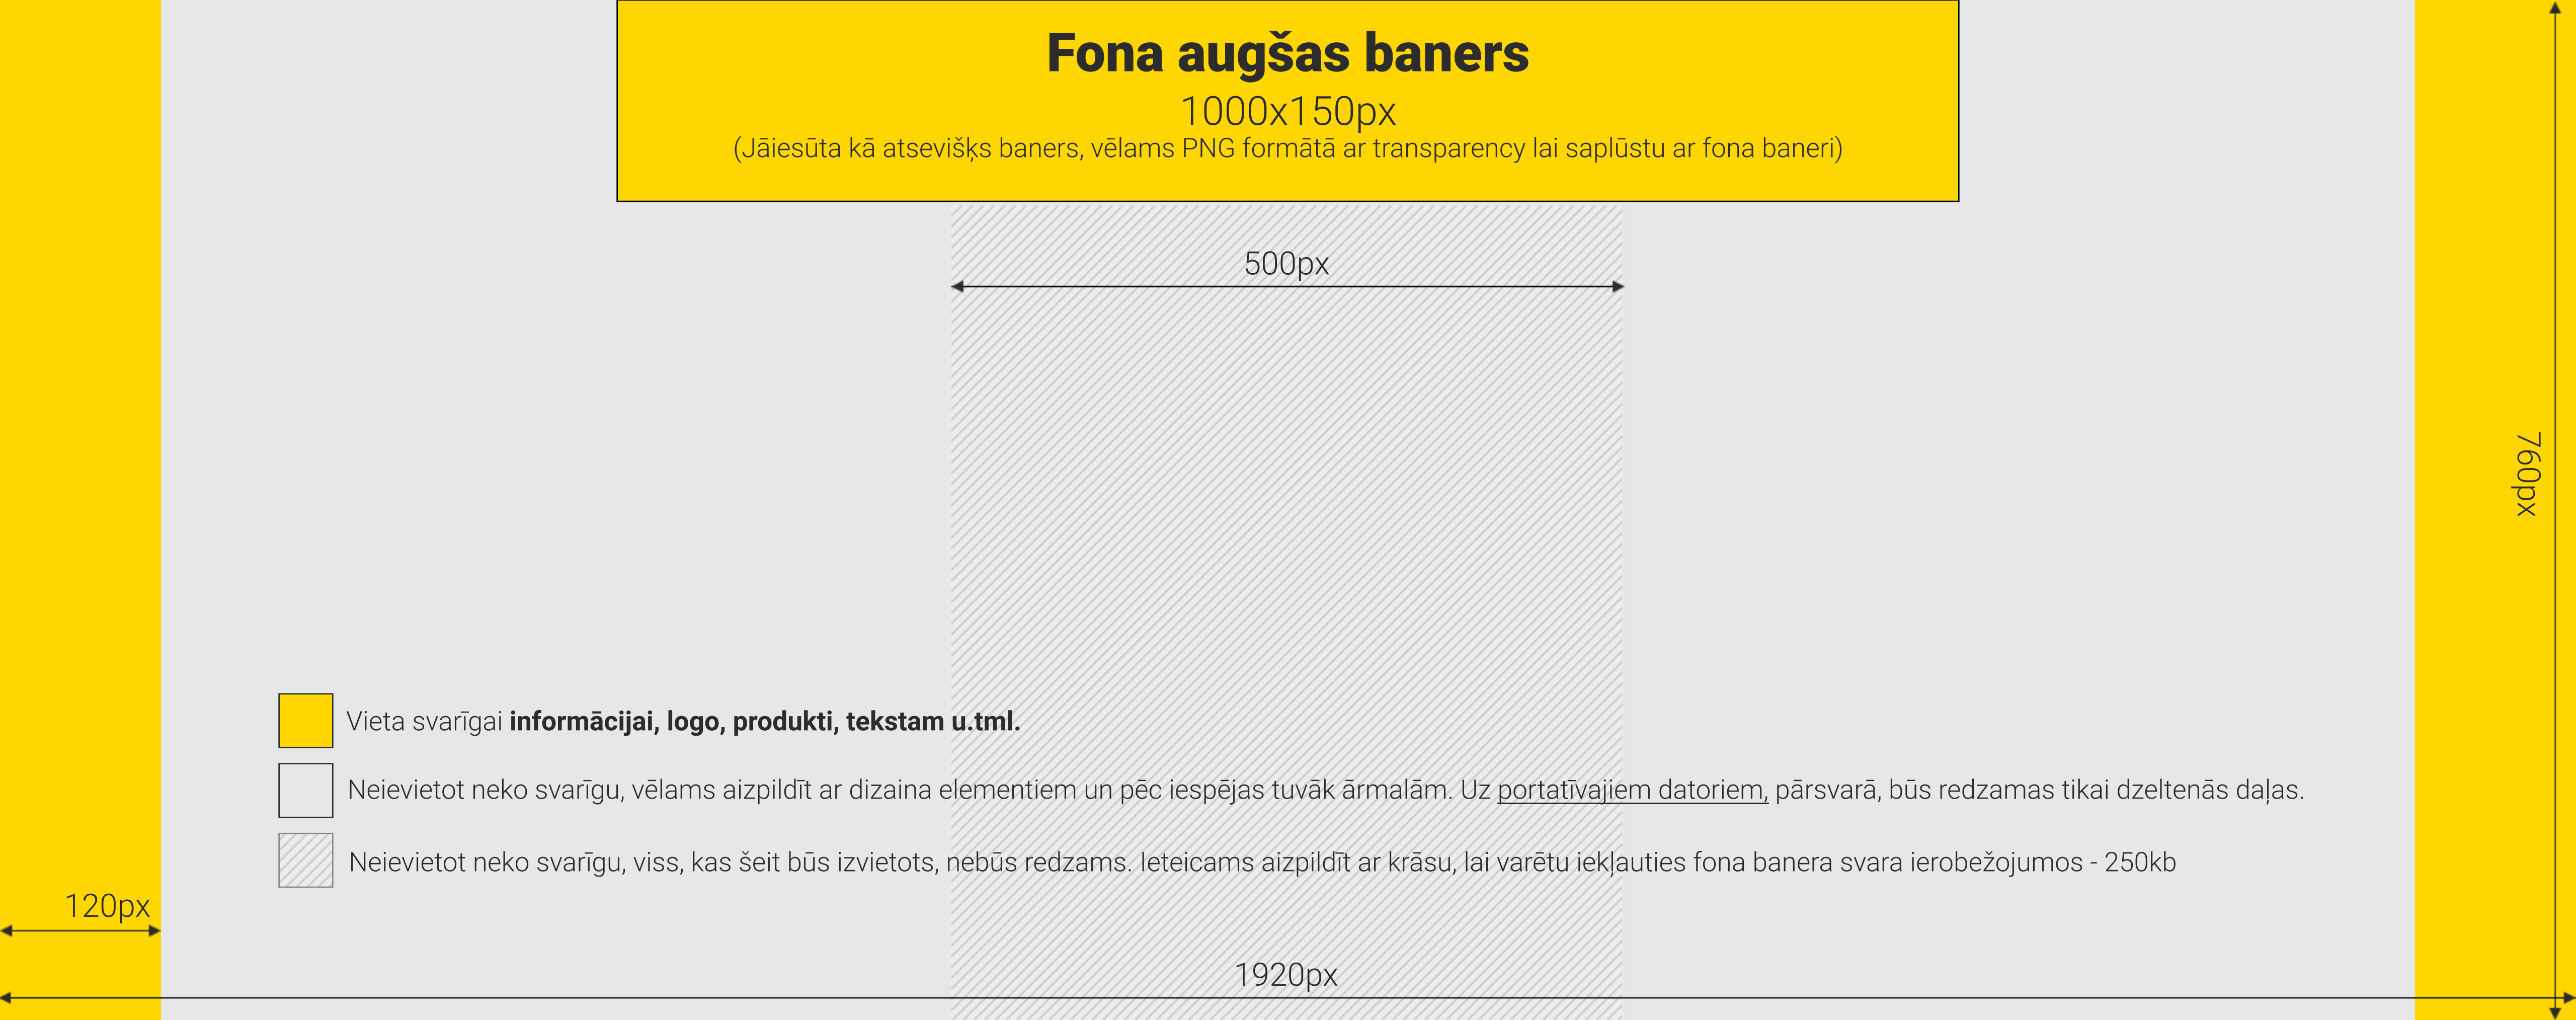 Fona augšas baners
1000x150px
(Jāiesūta kā atsevišķs baners, vēlams PNG formātā ar transparency lai saplūstu ar fona baneri)
500px
760px
Vieta svarīgai informācijai, logo, produkti, tekstam u.tml.
Neievietot neko svarīgu, vēlams aizpildīt ar dizaina elementiem un pēc iespējas tuvāk ārmalām. Uz portatīvajiem datoriem, pārsvarā, būs redzamas tikai dzeltenās daļas.
Neievietot neko svarīgu, viss, kas šeit būs izvietots, nebūs redzams. Ieteicams aizpildīt ar krāsu, lai varētu iekļauties fona banera svara ierobežojumos - 250kb
120px
1920px